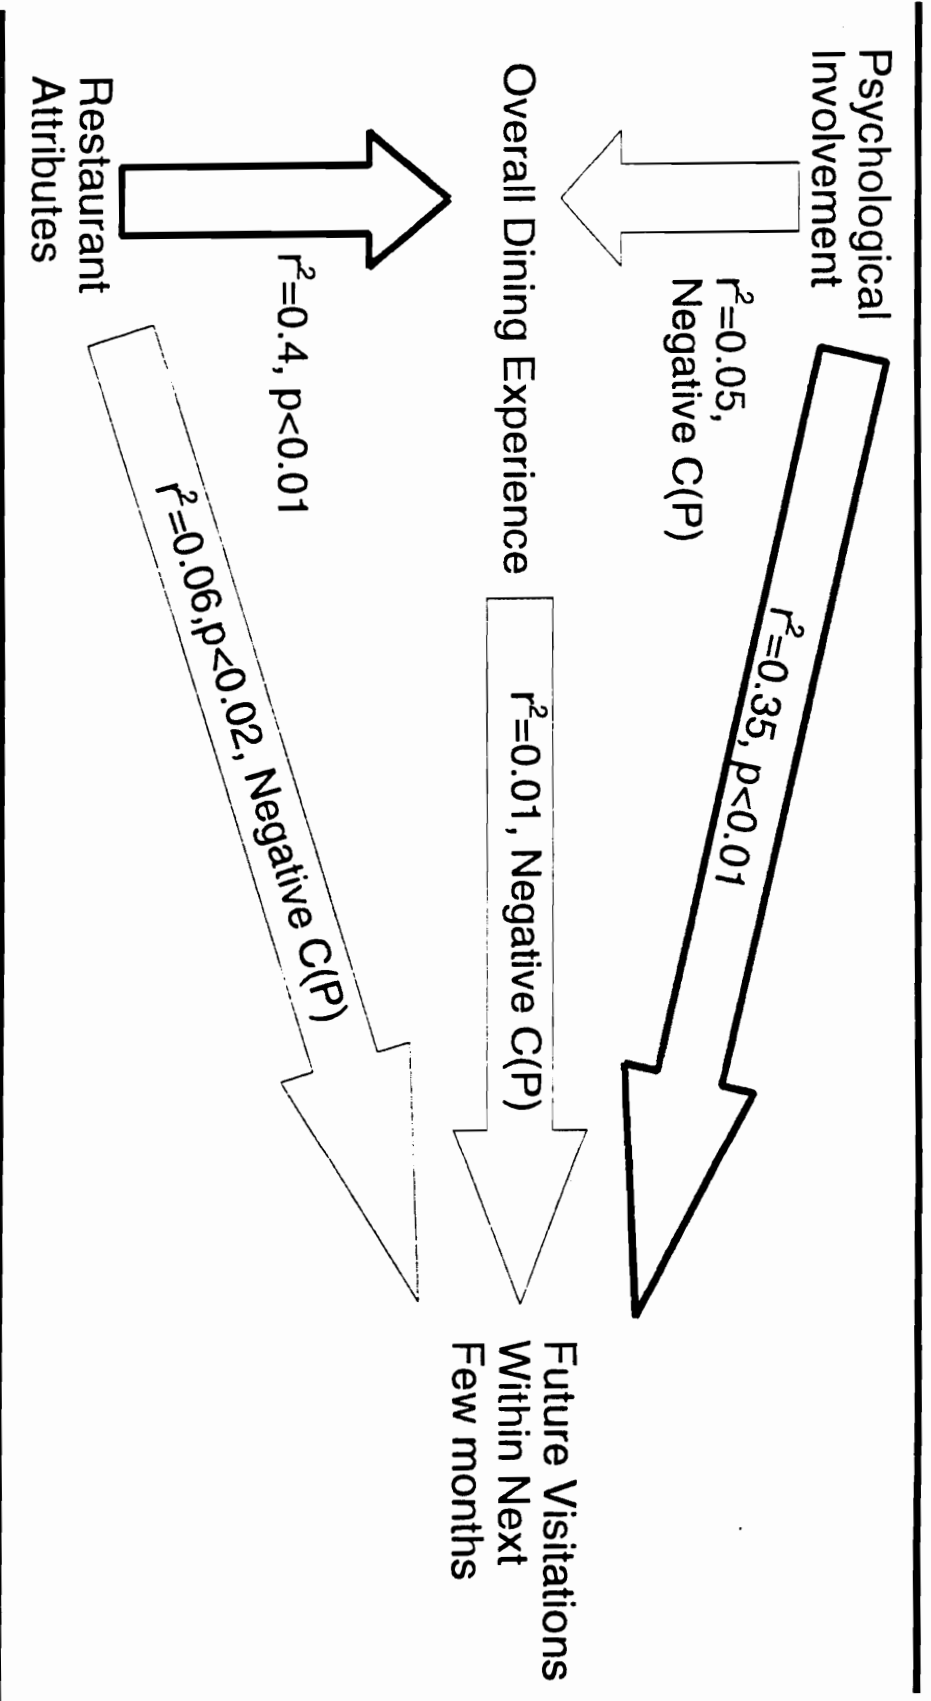 Psychological
Involvement
r²=0.05,
Negative C(P)
r²=0.35, p<0.01
Overall Dining Experience
r²=0.01, Negative C(P)
Future Visitations
Within Next
Few months
r²=0.4, p<0.01
r²=0.06,p<0.02, Negative C(P)
Restaurant
Attributes